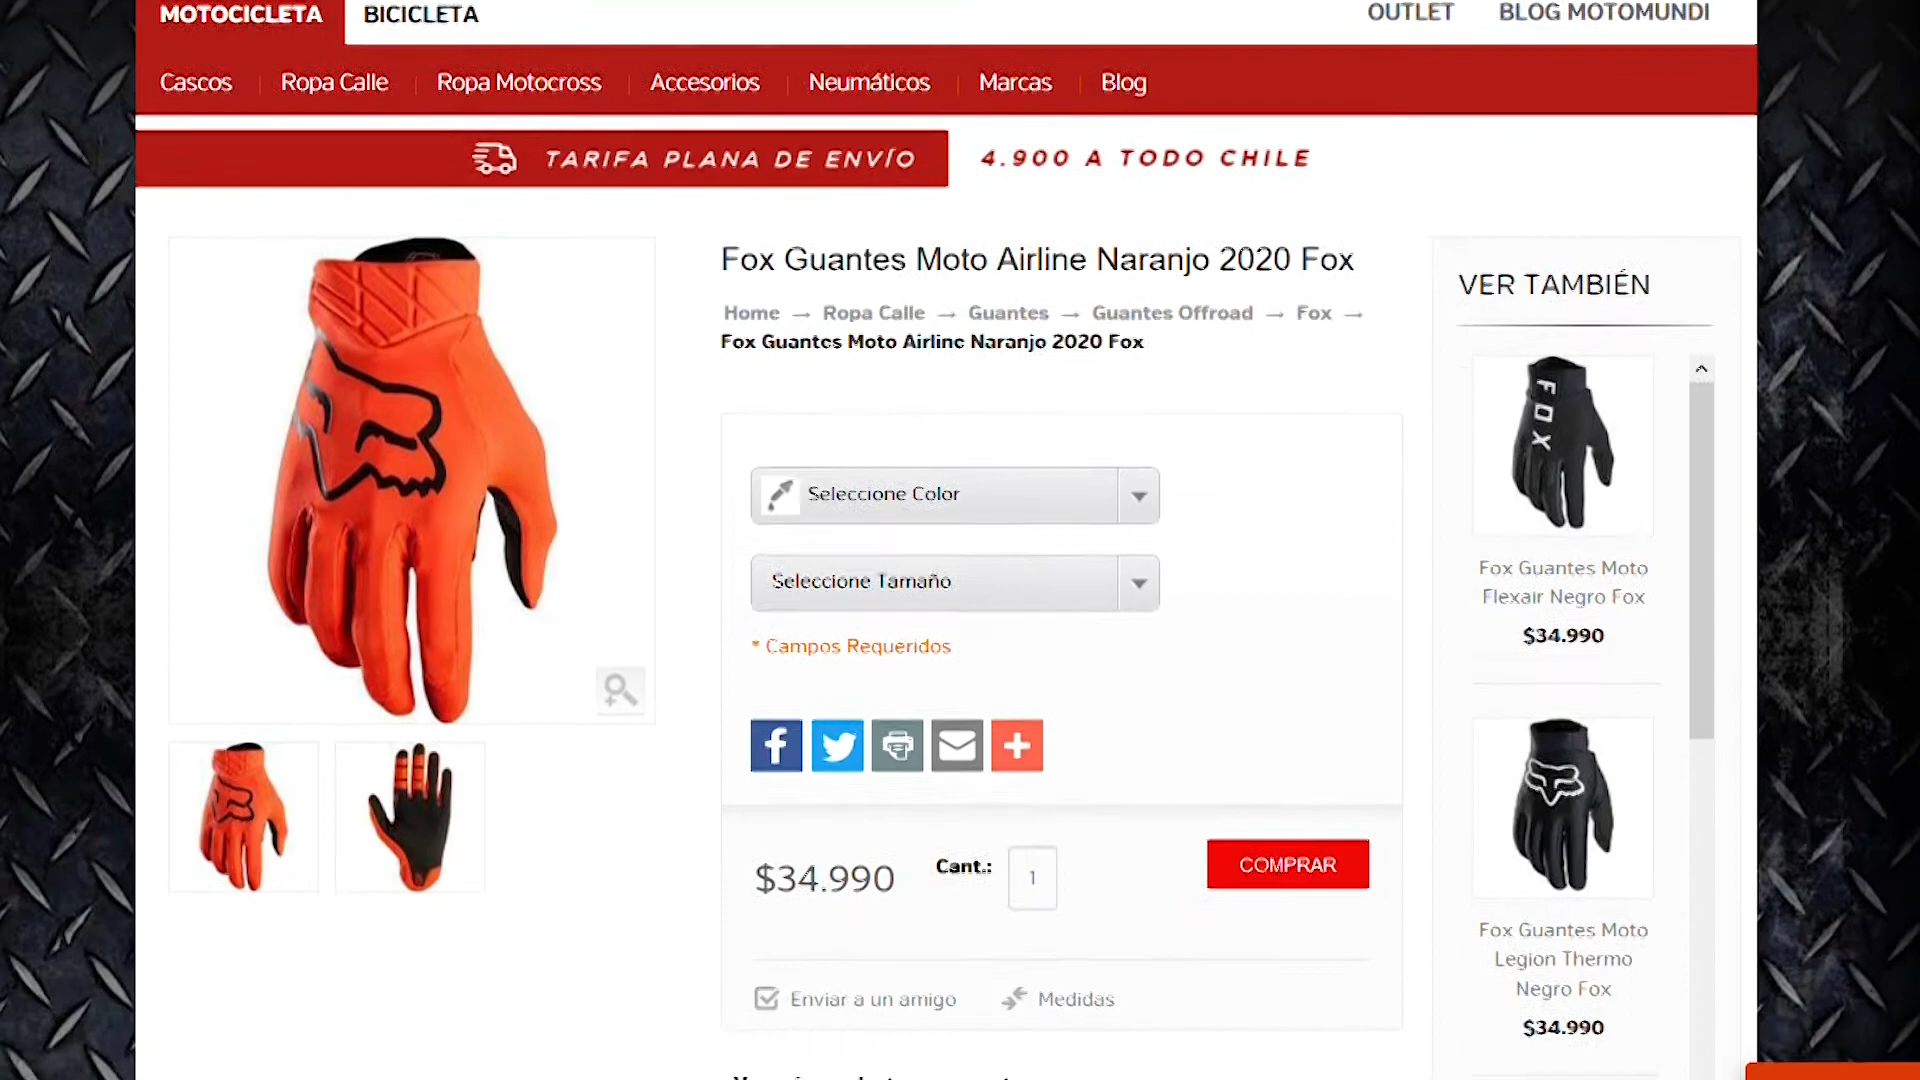 MOTOCICLETA
BICICLETA
OUTLET
BLOG MOTOMUNDI
Cascos
Ropa Calle
Ropa Motocross
Accesorios
Neumáticos
Marcas
Blog
TARIFA PLANA DE ENVÍO
4.900 A TODO CHILE
Fox Guantes Moto Airline Naranjo 2020 Fox
Home → Ropa Calle → Guantes → Guantes Offroad → Fox →
Fox Guantes Moto Airline Naranjo 2020 Fox
Seleccione Color
Seleccione Tamaño
* Campos Requeridos
$34.990
Cant.:
1
COMPRAR
Enviar a un amigo
Medidas
VER TAMBIÉN
FOX
Fox Guantes Moto
Flexair Negro Fox
$34.990
Fox Guantes Moto
Legion Thermo
Negro Fox
$34.990